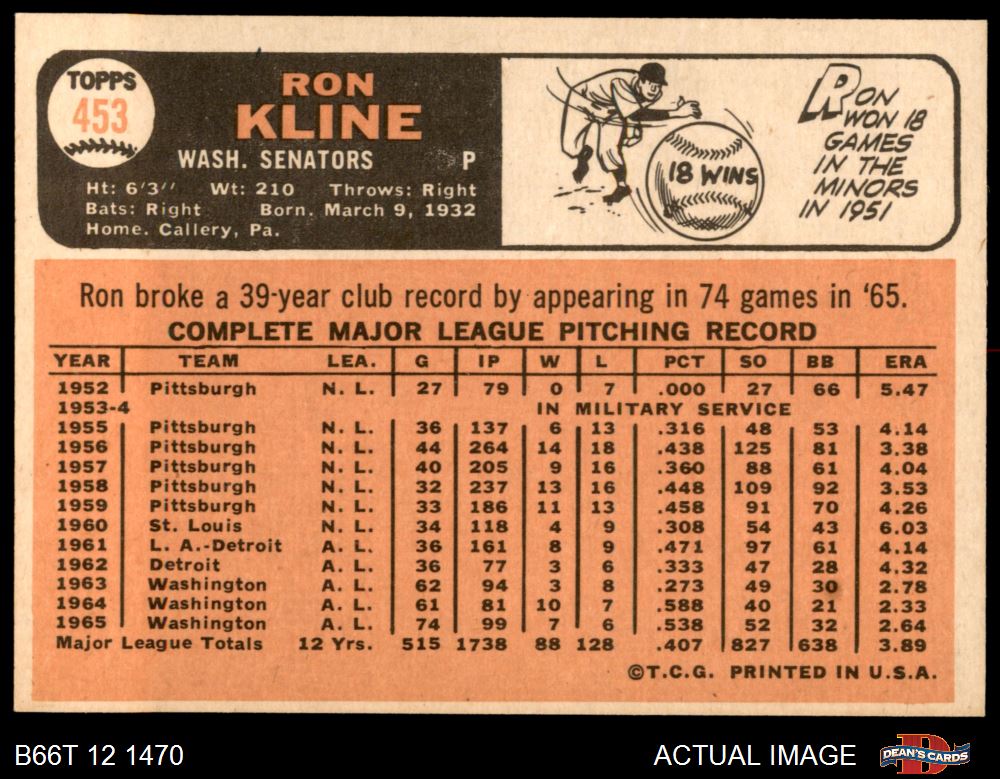 TOPPS
453
RON
KLINE
WASH. SENATORS P
Ht: 6'3" Wt: 210 Throws: Right
Bats: Right Born. March 9, 1932
Home. Callery, Pa.
18 WINS
RON
WON 18
GAMES
IN THE
MINORS
IN 1951
Ron broke a 39-year club record by appearing in 74 games in ‘65.
COMPLETE MAJOR LEAGUE PITCHING RECORD
YEAR TEAM LEA. G IP W L PCT SO BB ERA
1952 Pittsburgh N. L. 27 79 0 7 .000 27 66 5.47
1953-4 IN MILITARY SERVICE
1955 Pittsburgh N. L. 36 137 6 13 .316 48 53 4.14
1956 Pittsburgh N. L. 44 264 14 18 .438 125 81 3.38
1957 Pittsburgh N. L. 40 205 9 16 .360 88 61 4.04
1958 Pittsburgh N. L. 32 237 13 16 .448 109 92 3.53
1959 Pittsburgh N. L. 33 186 11 13 .458 91 70 4.26
1960 St. Louis N. L. 34 118 4 9 .308 54 43 6.03
1961 L. A.-Detroit A. L. 36 161 8 9 .471 97 61 4.14
1962 Detroit A. L. 36 77 3 6 .333 47 28 4.32
1963 Washington A. L. 62 94 3 8 .273 49 30 2.78
1964 Washington A. L. 61 81 10 7 .588 40 21 2.33
1965 Washington A. L. 74 99 7 6 .538 52 32 2.64
Major League Totals 12 Yrs. 515 1738 88 128 .407 827 638 3.89
©T.C.G. PRINTED IN U.S.A.
B66T 12 1470 ACTUAL IMAGE DEAN'S CARDS